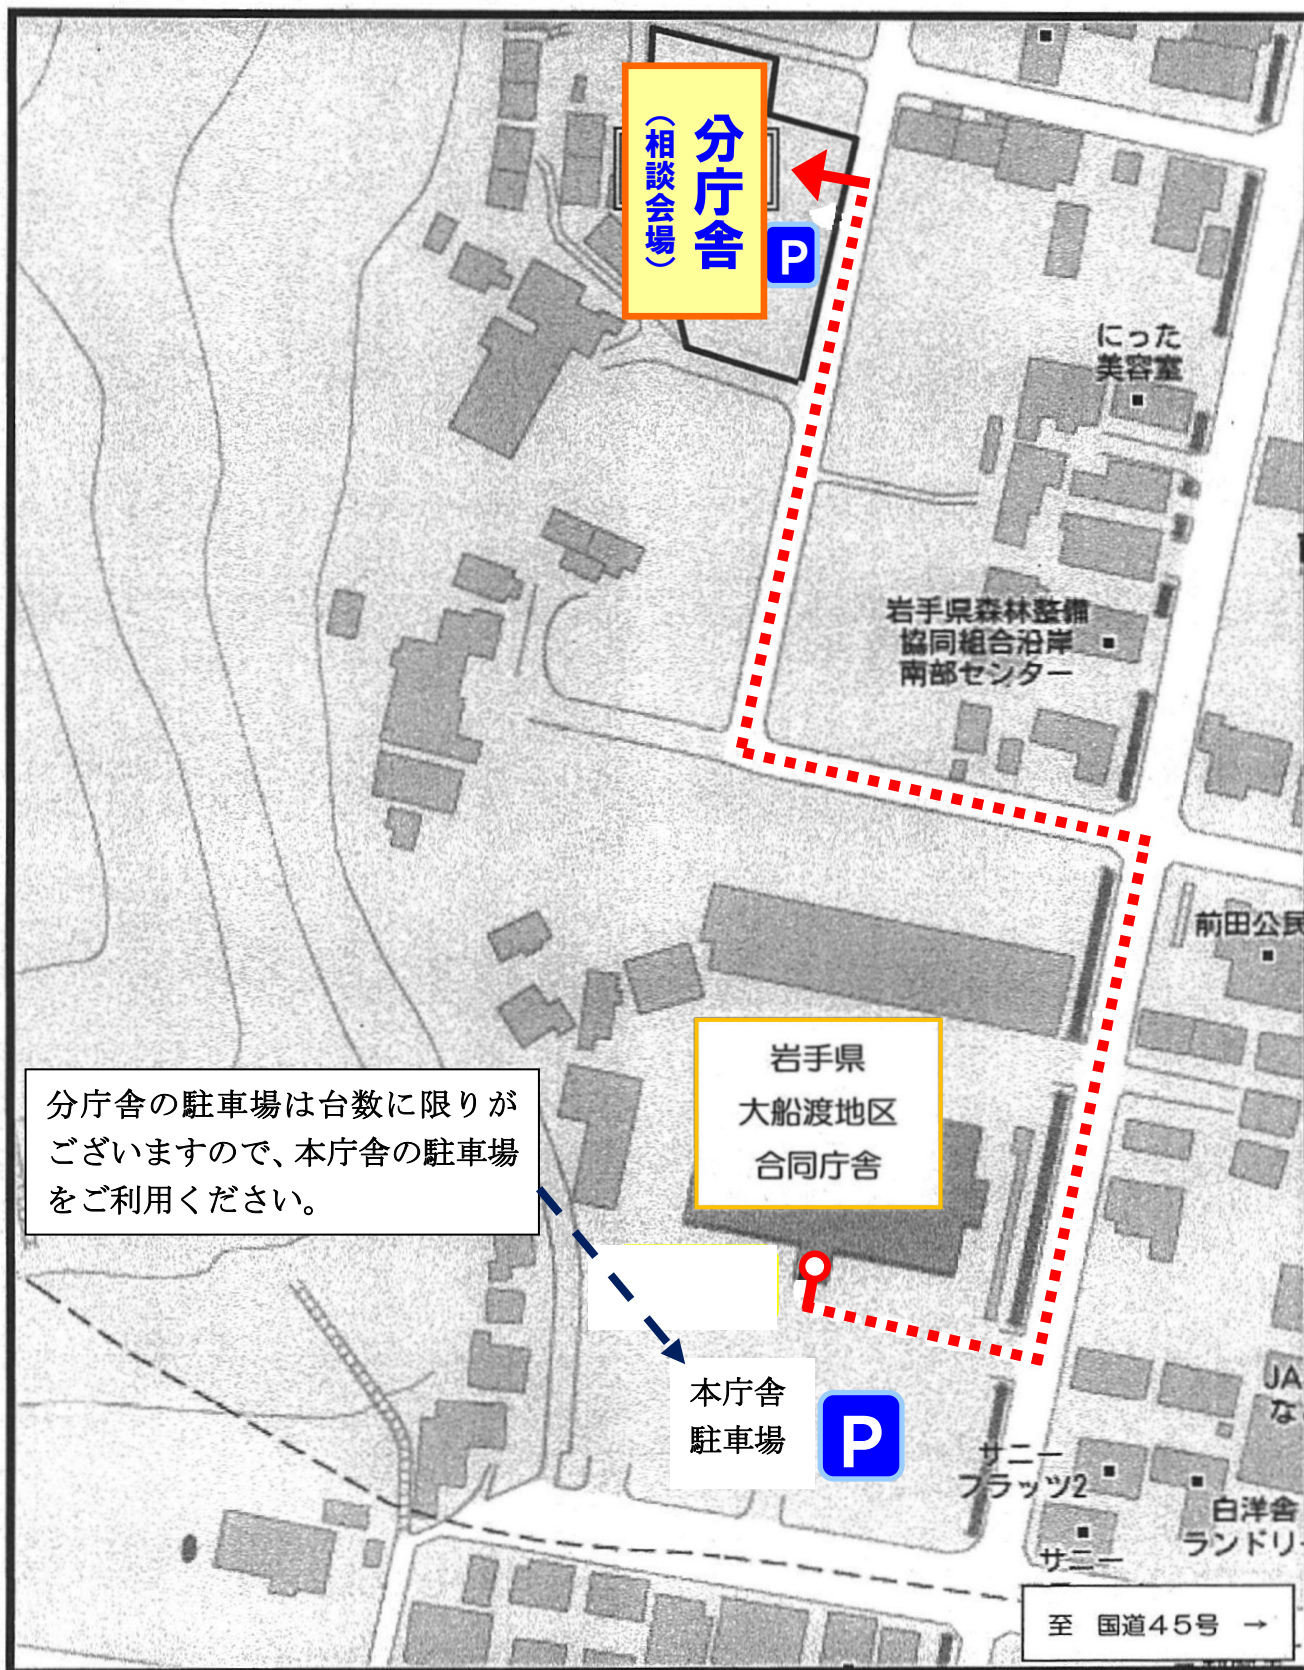 分庁舎
（相談会場）
P
にった
美容室
岩手県森林整備
協同組合沿岸
南部センター
前田公民
岩手県
大船渡地区
合同庁舎
分庁舎の駐車場は台数に限りが
ございますので、本庁舎の駐車場
をご利用ください。
本庁舎
駐車場
P
JA
な
サニー
フラッツ2
白洋舎
ランドリー
サニー
至 国道45号 →